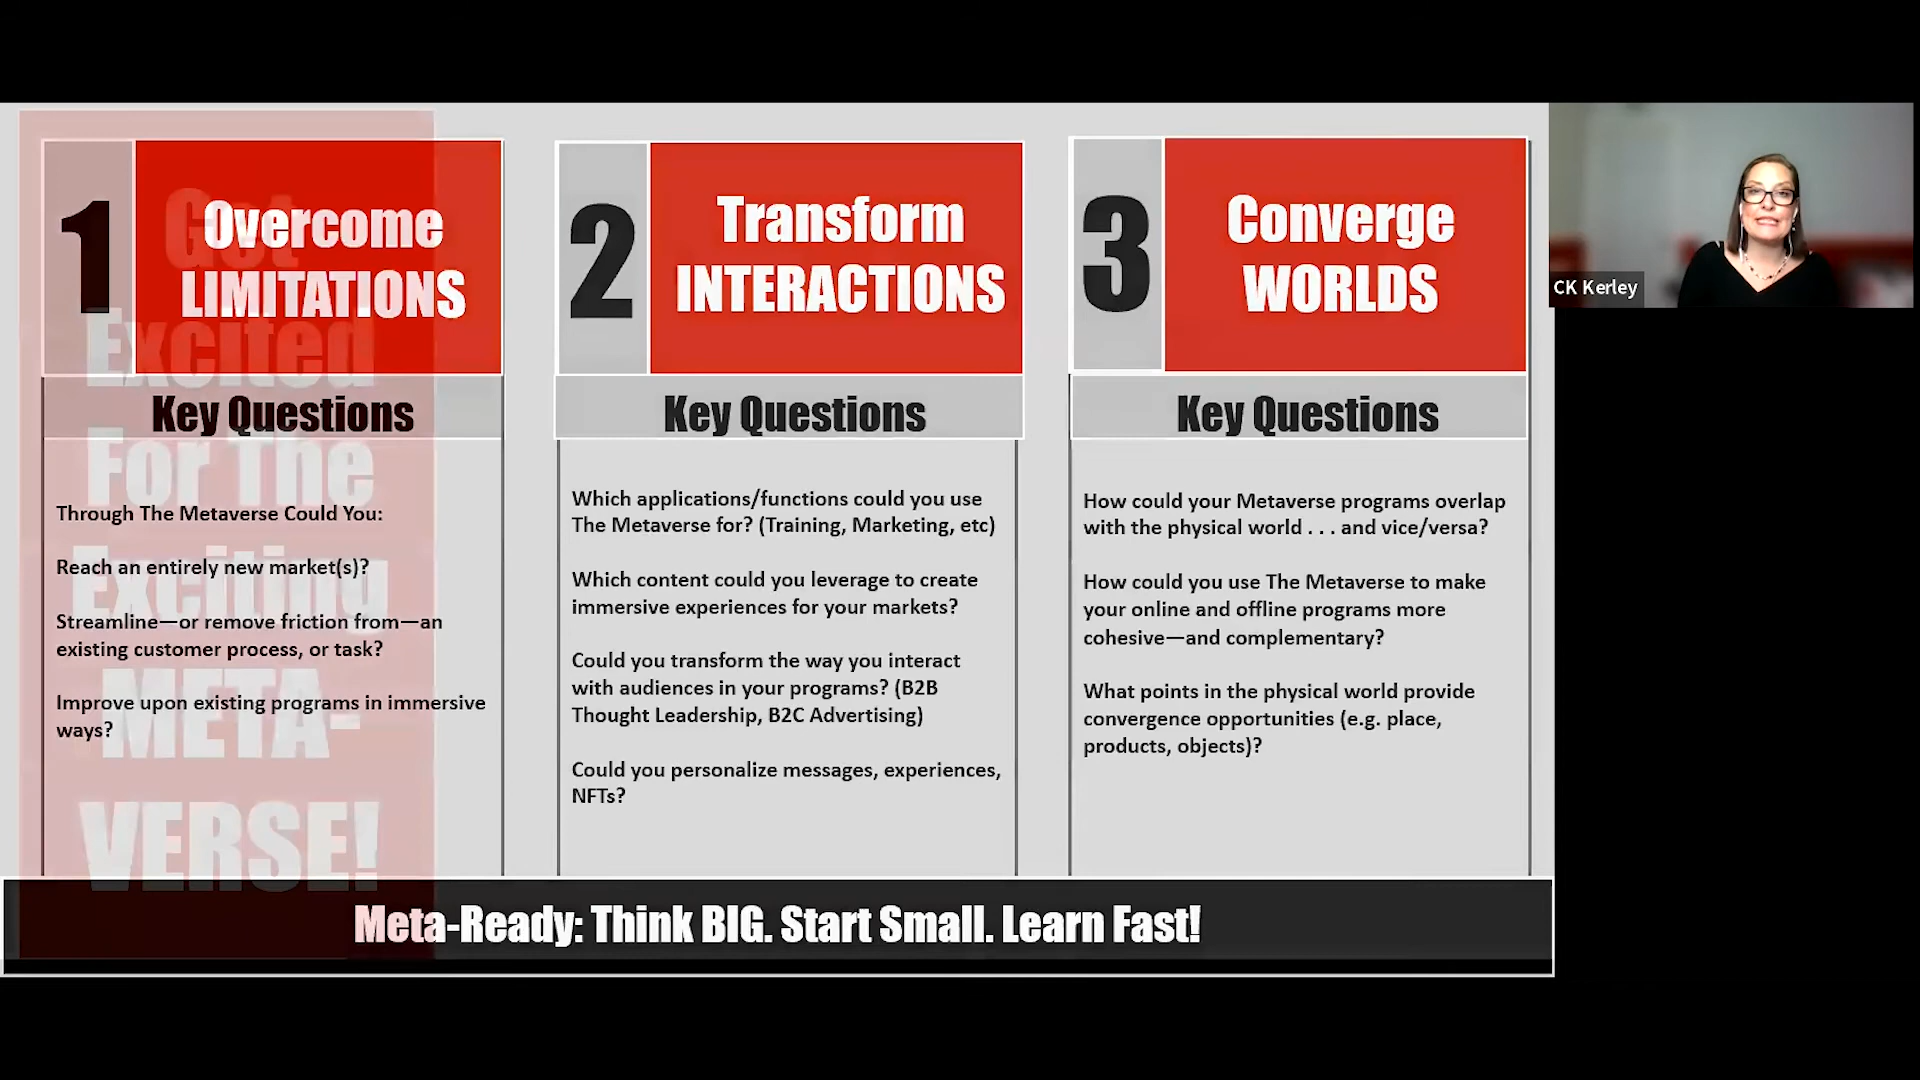 1
Overcome
LIMITATIONS
Key Questions
Through The Metaverse Could You:
Reach an entirely new market(s)?
Streamline—or remove friction from—an
existing customer process, or task?
Improve upon existing programs in immersive
ways?
2
Transform
INTERACTIONS
Key Questions
Which applications/functions could you use
The Metaverse for? (Training, Marketing, etc)
Which content could you leverage to create
immersive experiences for your markets?
Could you transform the way you interact
with audiences in your programs? (B2B
Thought Leadership, B2C Advertising)
Could you personalize messages, experiences,
NFTs?
3
Converge
WORLDS
Key Questions
How could your Metaverse programs overlap
with the physical world . . . and vice/versa?
How could you use The Metaverse to make
your online and offline programs more
cohesive—and complementary?
What points in the physical world provide
convergence opportunities (e.g. place,
products, objects)?
Get
Excited
For The
Exciting
META-
VERSE!
Meta-Ready: Think BIG. Start Small. Learn Fast!
CK Kerley